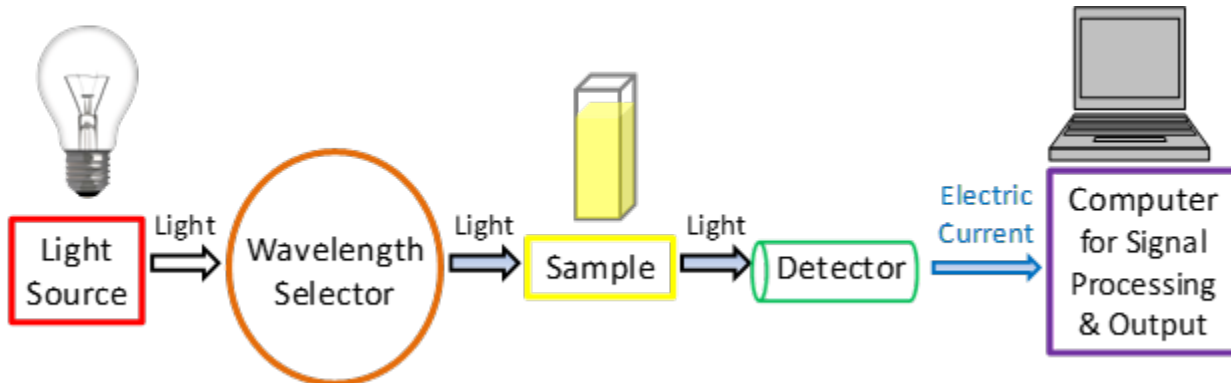 Light
Source
Light
Wavelength
Selector
Light
Sample
Light
Detector
Electric
Current
Computer
for Signal
Processing
& Output